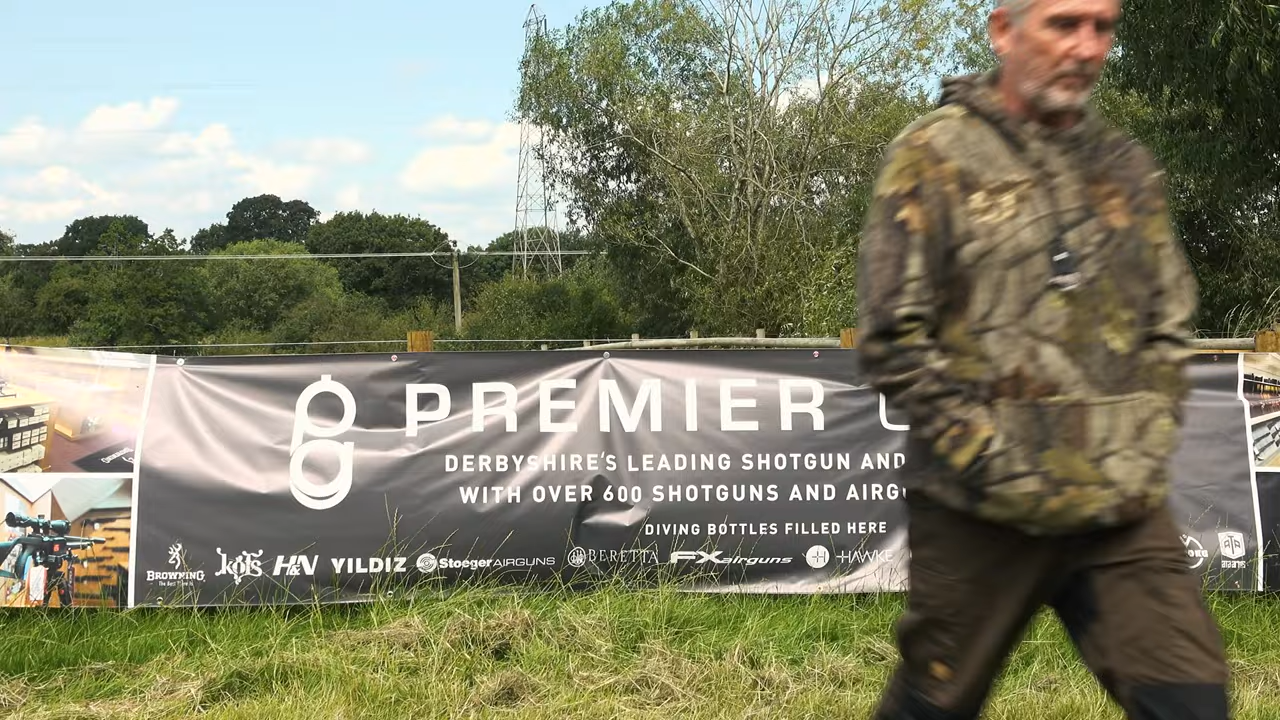 PREMIER
DERBYSHIRE'S LEADING SHOTGUN AND
WITH OVER 600 SHOTGUNS AND
DIVING BOTTLES FILLED HERE
BROWNING kofs H&N YILDIZ Stoeger AIRGUNS BERETTA FX airguns HAWKE